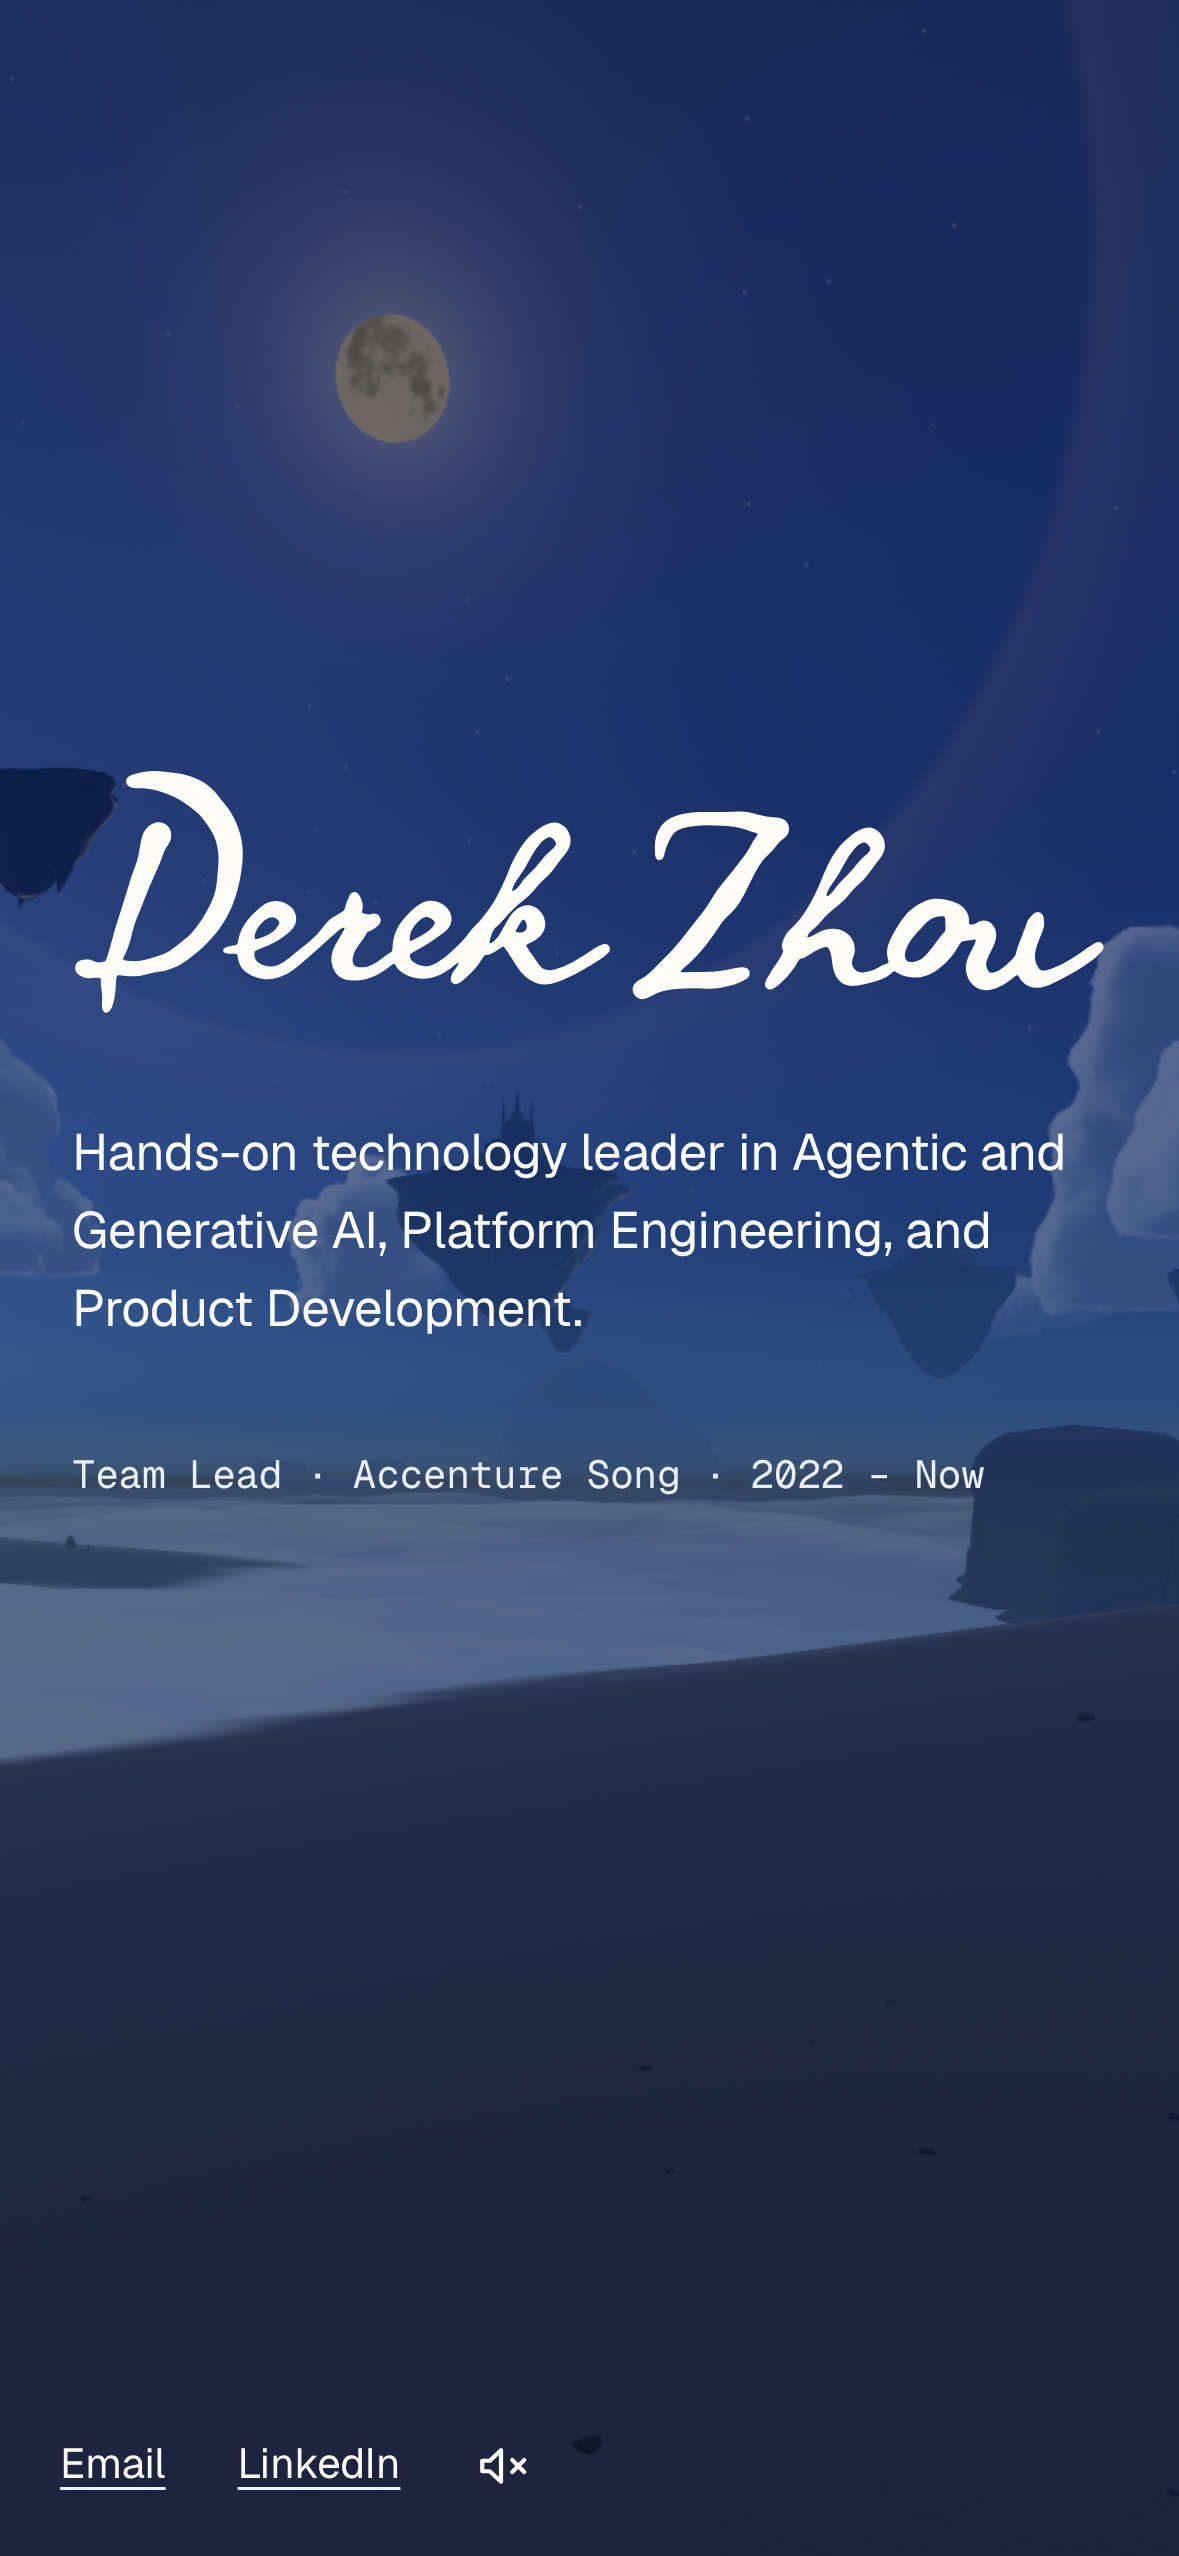 Derek Zhou
Hands-on technology leader in Agentic and
Generative AI, Platform Engineering, and
Product Development.
Team Lead · Accenture Song · 2022 – Now
Email LinkedIn